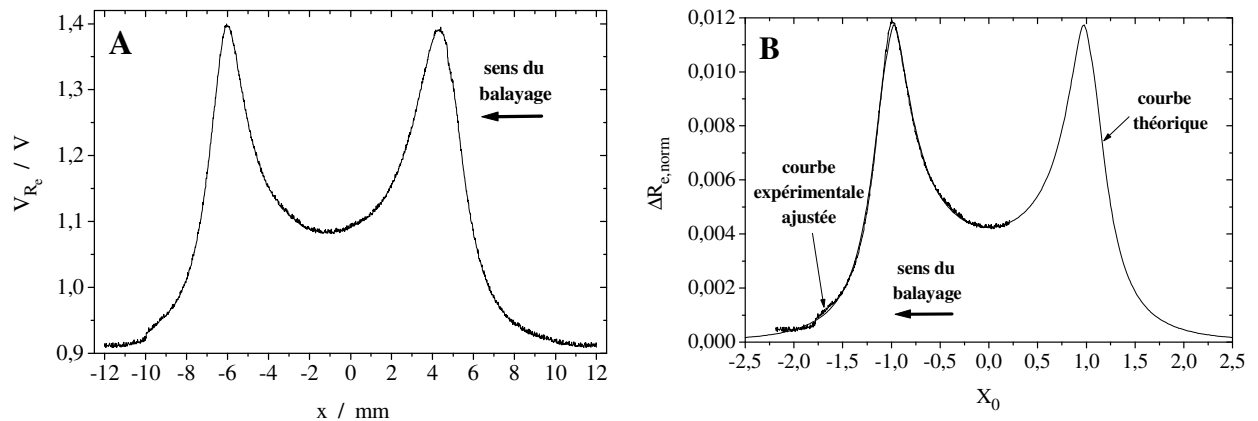 A
sens du
balayage
V_{R_e} / V
1,4
1,3
1,2
1,1
1,0
0,9
-12 -10 -8 -6 -4 -2 0 2 4 6 8 10 12
x / mm
B
courbe
théorique
courbe
expérimentale
ajustée
sens du
balayage
ΔR_{e,norm}
0,012
0,010
0,008
0,006
0,004
0,002
0,000
-2,5 -2,0 -1,5 -1,0 -0,5 0,0 0,5 1,0 1,5 2,0 2,5
X_0